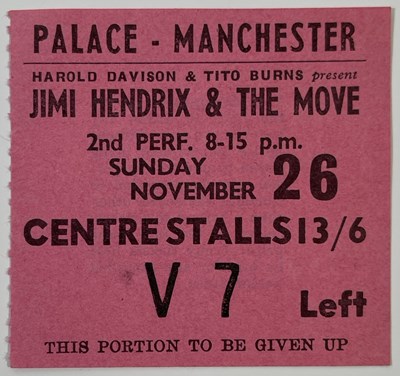 PALACE - MANCHESTER
HAROLD DAVISON & TITO BURNS present
JIMI HENDRIX & THE MOVE
2nd PERF. 8-15 p.m.
SUNDAY
NOVEMBER 26
CENTRE STALLS 13/6
V 7 Left
THIS PORTION TO BE GIVEN UP